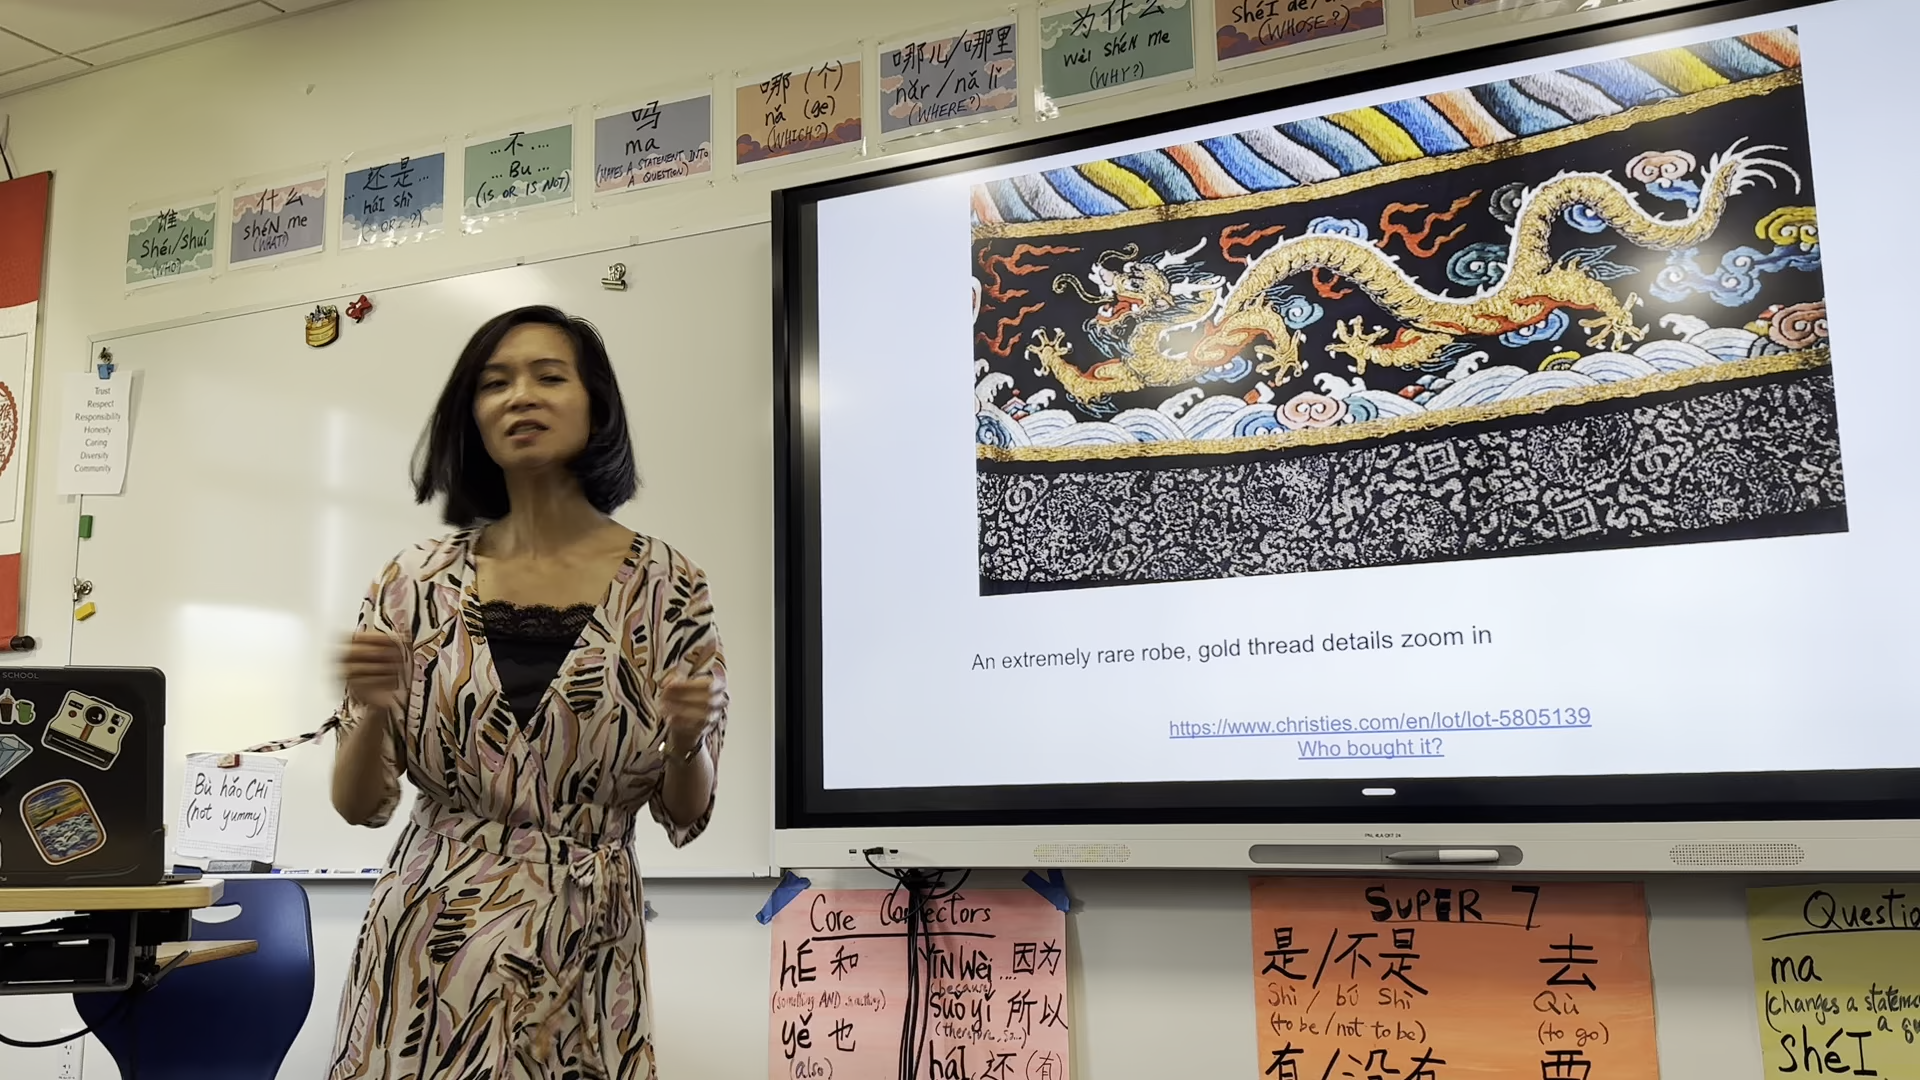 谁
Shéi/shuí
(WHO)
什么
shéN me
(WHAT?)
还是...
... háI shì
(... OR ...?)
...不....
... Bu ...
(IS OR IS NOT)
吗
ma
(MAKES A STATEMENT INTO
A QUESTION)
哪 (个)
nǎ (ge)
(WHICH?)
哪儿/哪里
nǎr / nǎ lǐ
(WHERE?)
为什么
wèi shéN me
(WHY?)
(WHOSE?)
Trust
Respect
Responsibility
Honesty
Caring
Diversity
Community
An extremely rare robe, gold thread details zoom in
https://www.christies.com/en/lot/lot-5805139
Who bought it?
SCHOOL
Bù hǎo CHĪ
(not yummy)
Core Connectors
hÉ 和
(something AND something)
yě 也
(also)
yīN wèi... 因为
(because)
suǒ yǐ 所以
(therefore, so...)
háI 还 (有)
SUPER 7
是/不是
Shì / bú Shì
(to be / not to be)
有/没有
去
Qù
(to go)
ma
(changes a
shéI